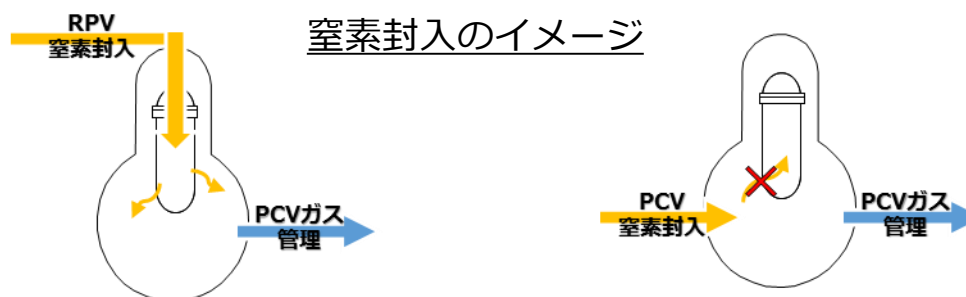 窒素封入のイメージ
RPV
窒素封入
PCVガス
管理
PCV
窒素封入
PCVガス
管理